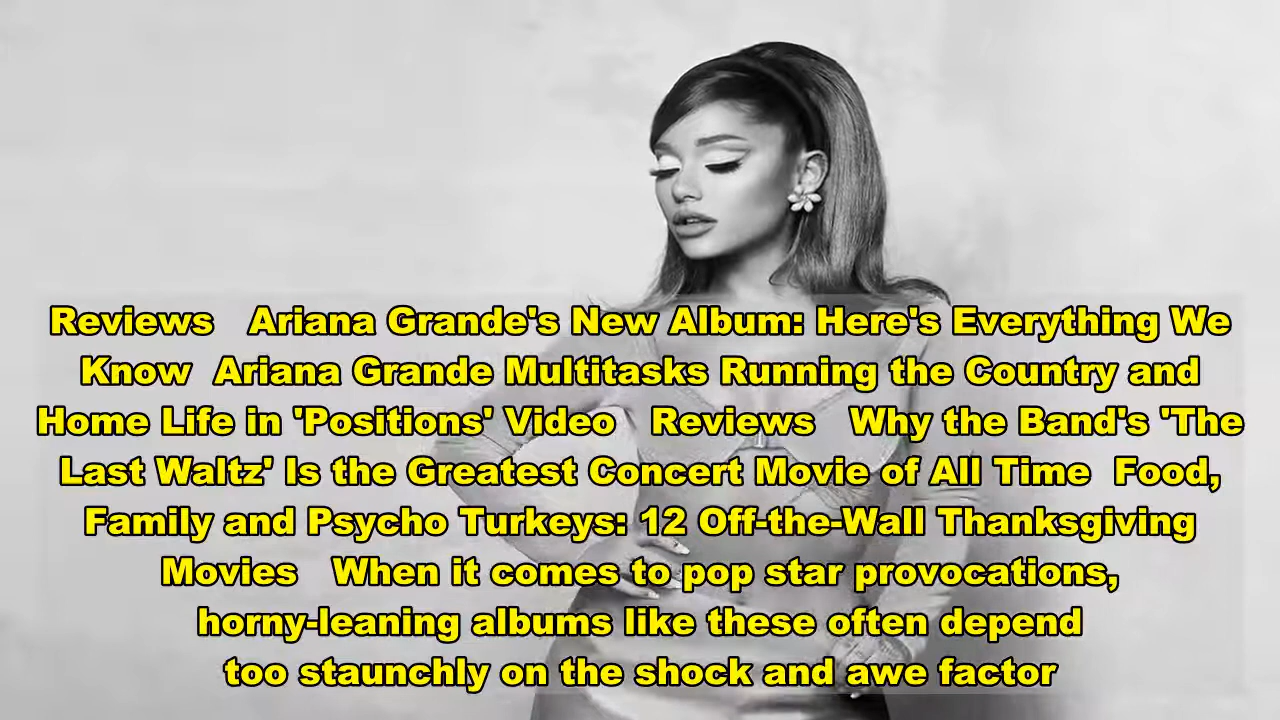 Reviews Ariana Grande's New Album: Here's Everything We
Know Ariana Grande Multitasks Running the Country and
Home Life in 'Positions' Video Reviews Why the Band's 'The
Last Waltz' Is the Greatest Concert Movie of All Time Food,
Family and Psycho Turkeys: 12 Off-the-Wall Thanksgiving
Movies When it comes to pop star provocations,
horny-leaning albums like these often depend
too staunchly on the shock and awe factor